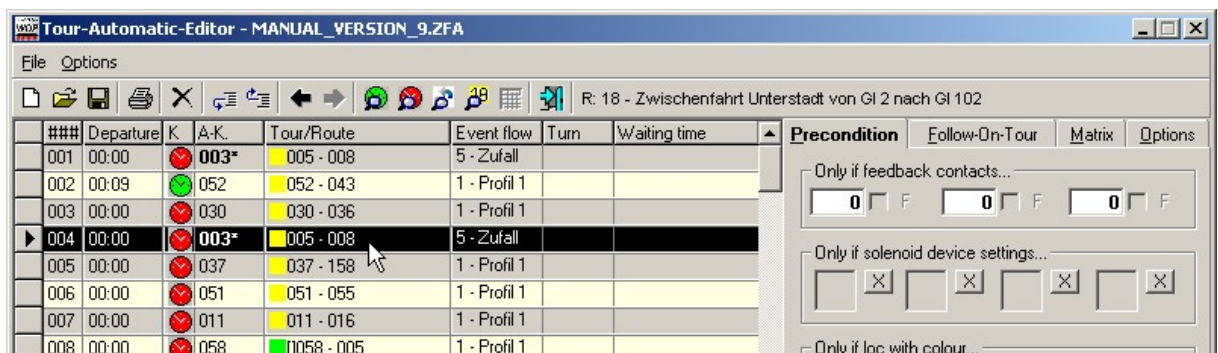 Tour-Automatic-Editor - MANUAL_VERSION_9.ZFA
File Options
R: 18 - Zwischenfahrt Unterstadt von Gl 2 nach Gl 102
### Departure K A-K. Tour/Route Event flow Turn Waiting time
001 00:00 003* 005 - 008 5 - Zufall
002 00:09 052 052 - 043 1 - Profil 1
003 00:00 030 030 - 036 1 - Profil 1
004 00:00 003* 005 - 008 5 - Zufall
005 00:00 037 037 - 158 1 - Profil 1
006 00:00 051 051 - 055 1 - Profil 1
007 00:00 011 011 - 016 1 - Profil 1
008 00:00 058 []058 - 005 1 - Profil 1
Precondition Follow-On-Tour Matrix Options
Only if feedback contacts...
0 F 0 F 0 F
Only if solenoid device settings...
X X X X
Only if loc with colour...